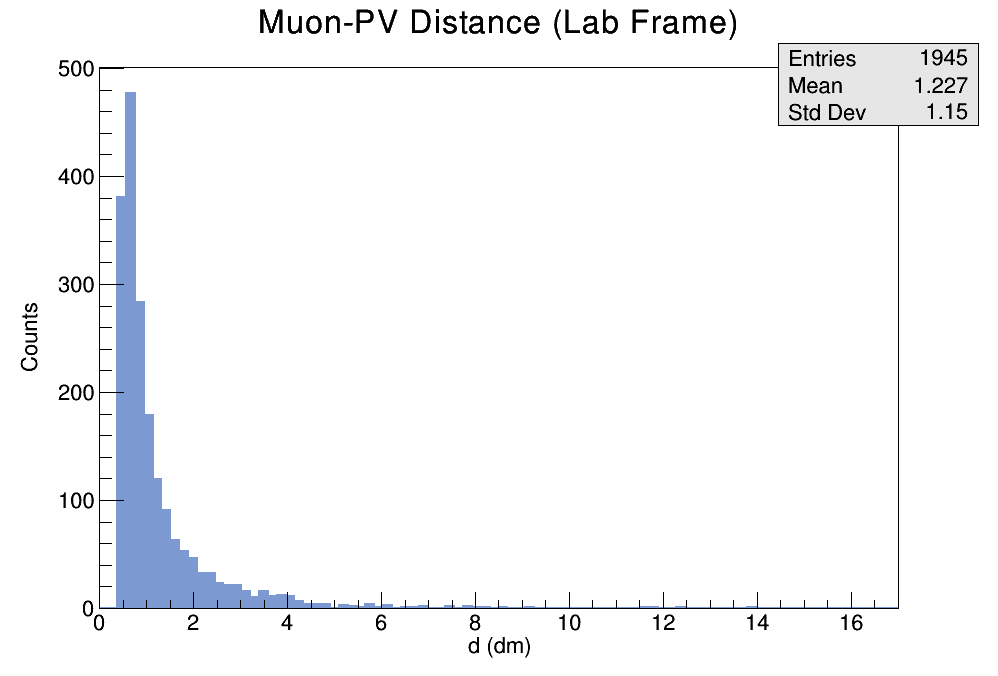 Muon-PV Distance (Lab Frame)
Entries 1945
Mean 1.227
Std Dev 1.15
500
400
300
200
100
0
Counts
0 2 4 6 8 10 12 14 16
d (dm)